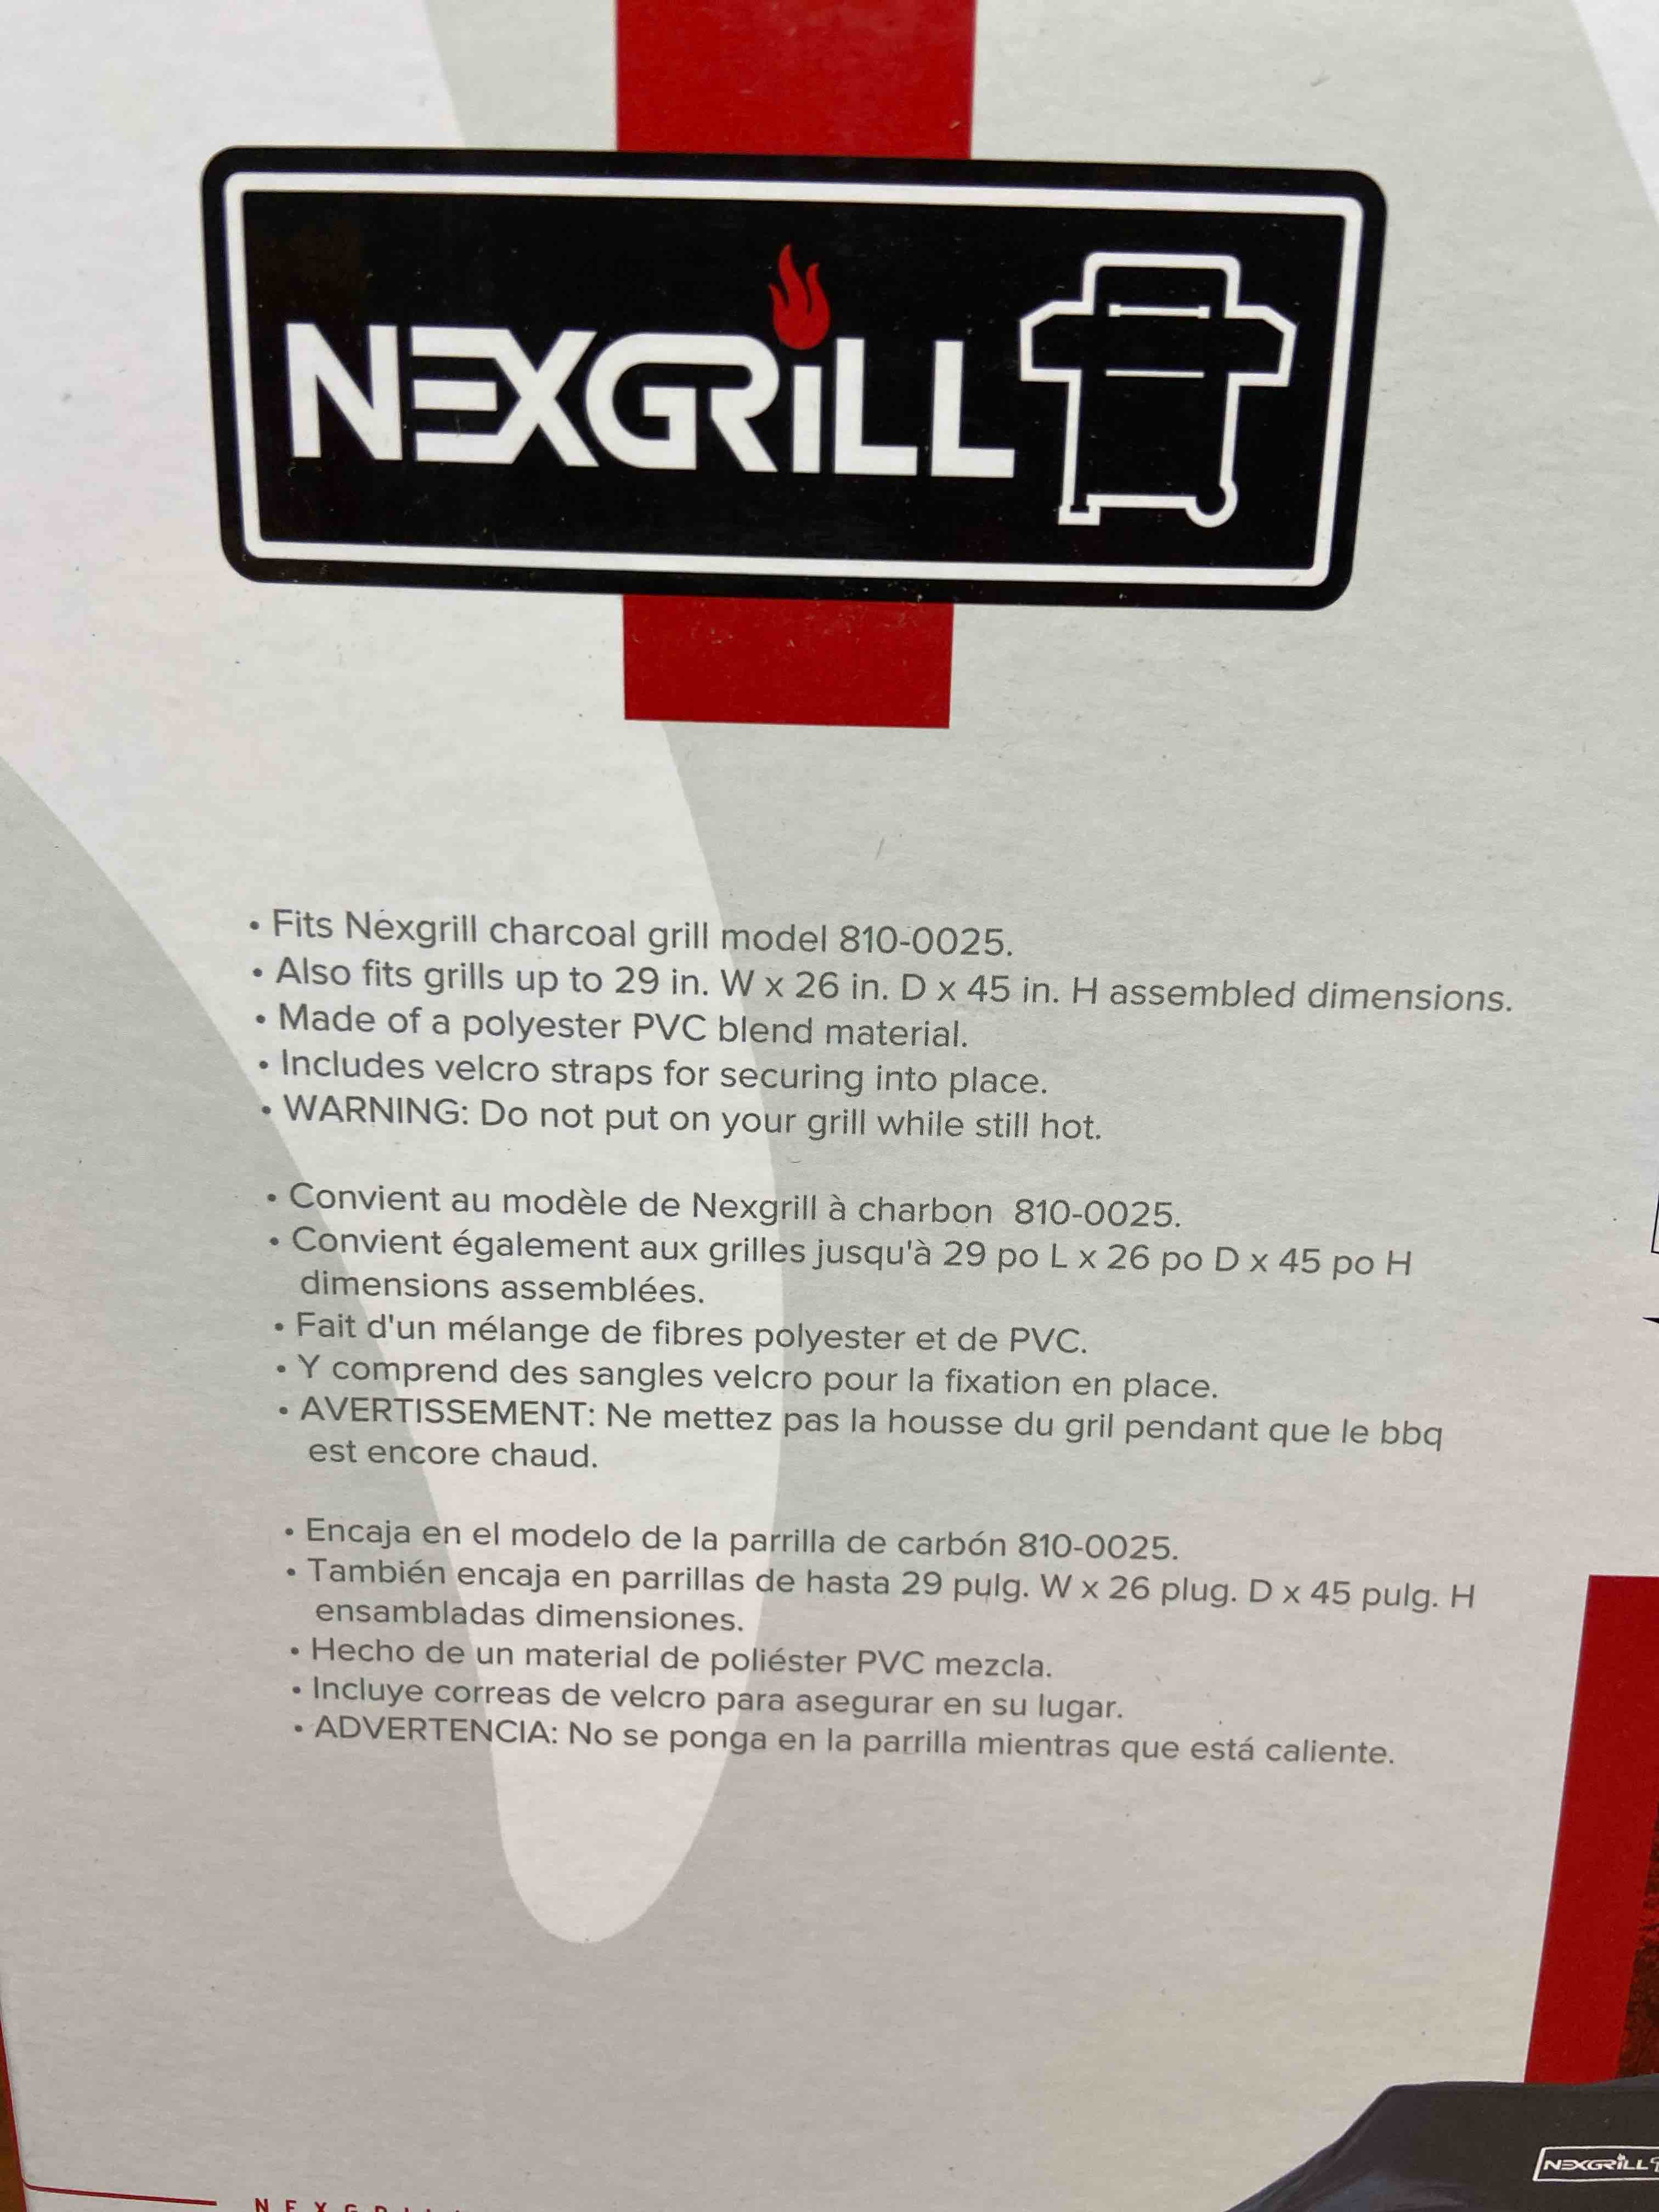 NEXGRILL
• Fits Nexgrill charcoal grill model 810-0025.
• Also fits grills up to 29 in. W x 26 in. D x 45 in. H assembled dimensions.
• Made of a polyester PVC blend material.
• Includes velcro straps for securing into place.
• WARNING: Do not put on your grill while still hot.
• Convient au modèle de Nexgrill à charbon 810-0025.
• Convient également aux grilles jusqu'à 29 po L x 26 po D x 45 po H
dimensions assemblées.
• Fait d'un mélange de fibres polyester et de PVC.
• Y comprend des sangles velcro pour la fixation en place.
• AVERTISSEMENT: Ne mettez pas la housse du gril pendant que le bbq
est encore chaud.
• Encaja en el modelo de la parrilla de carbón 810-0025.
• También encaja en parrillas de hasta 29 pulg. W x 26 plug. D x 45 pulg. H
ensambladas dimensiones.
• Hecho de un material de poliéster PVC mezcla.
• Incluye correas de velcro para asegurar en su lugar.
• ADVERTENCIA: No se ponga en la parrilla mientras que está caliente.
NEXGRILL